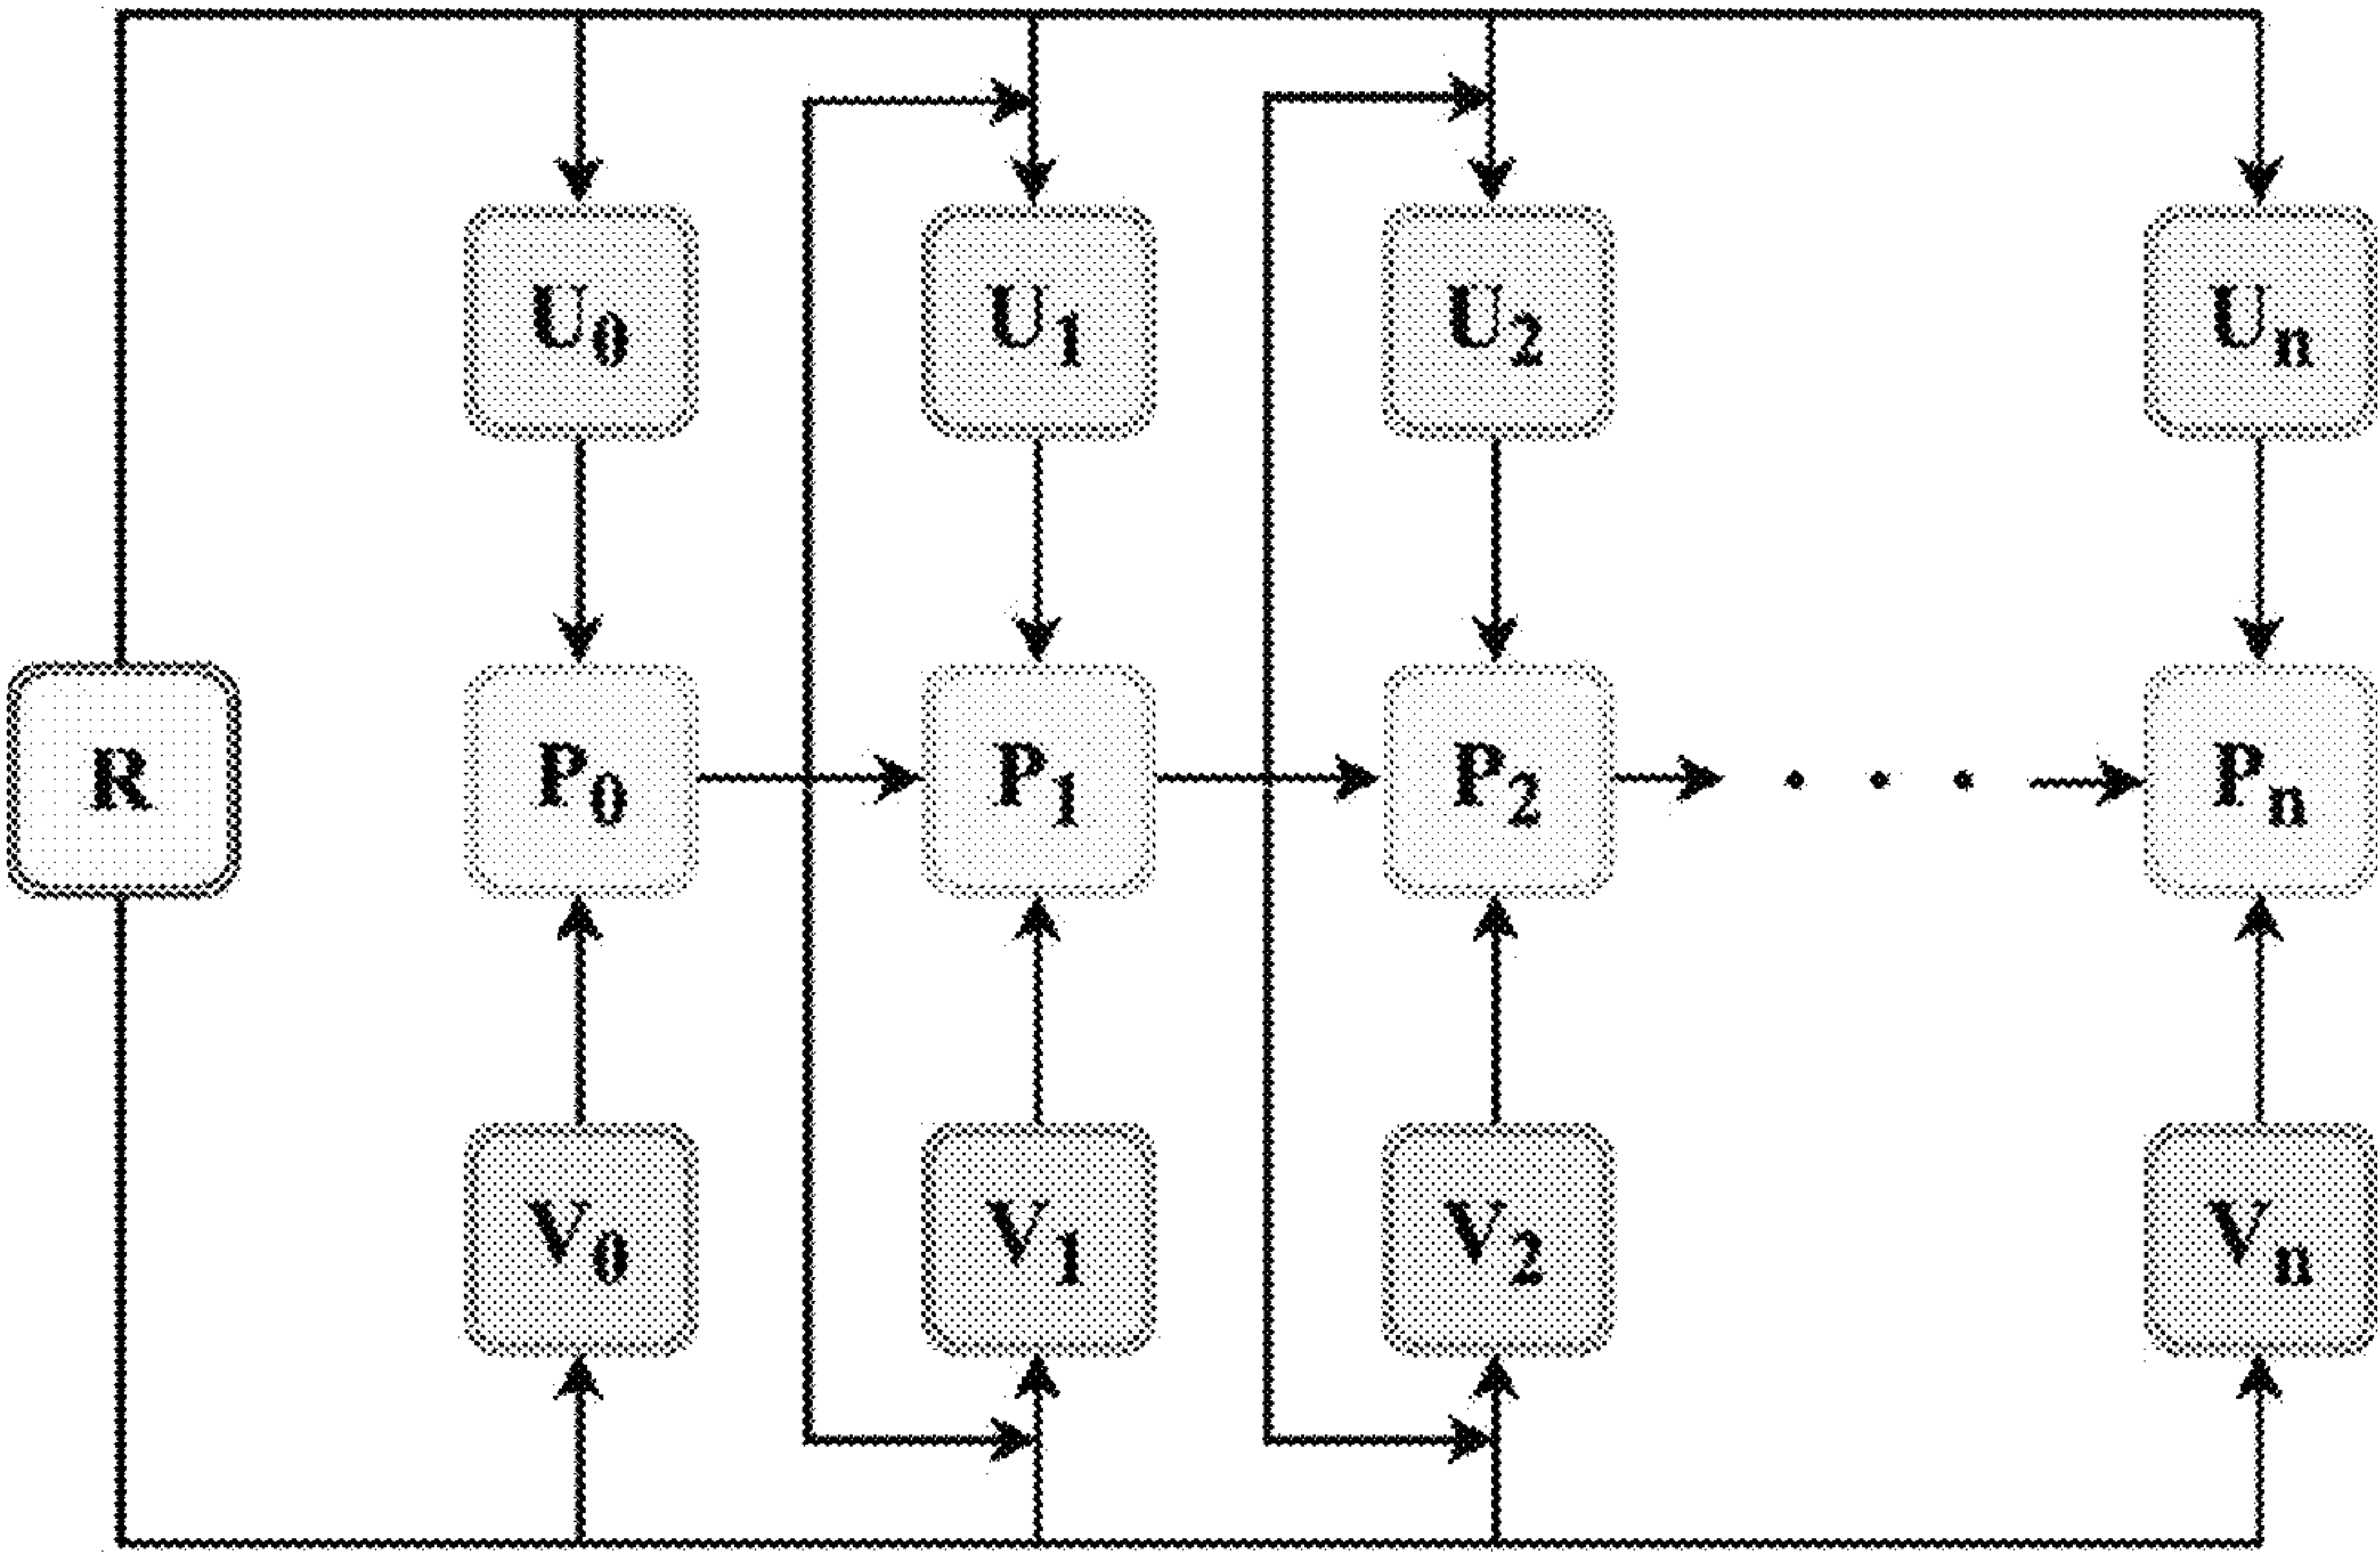 U₀ U₁ U₂ Uₙ
R P₀ P₁ P₂ · · · Pₙ
V₀ V₁ V₂ Vₙ